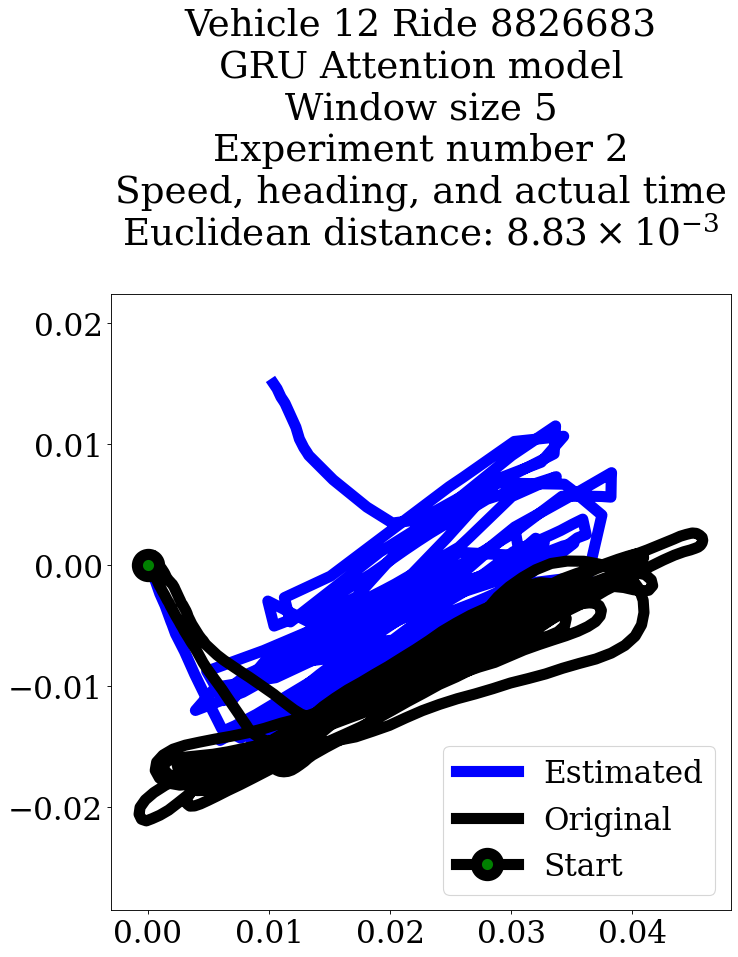 Vehicle 12 Ride 8826683
GRU Attention model
Window size 5
Experiment number 2
Speed, heading, and actual time
Euclidean distance: 8.83 × 10⁻³
0.02
0.01
0.00
−0.01
−0.02
Estimated
Original
Start
0.00 0.01 0.02 0.03 0.04